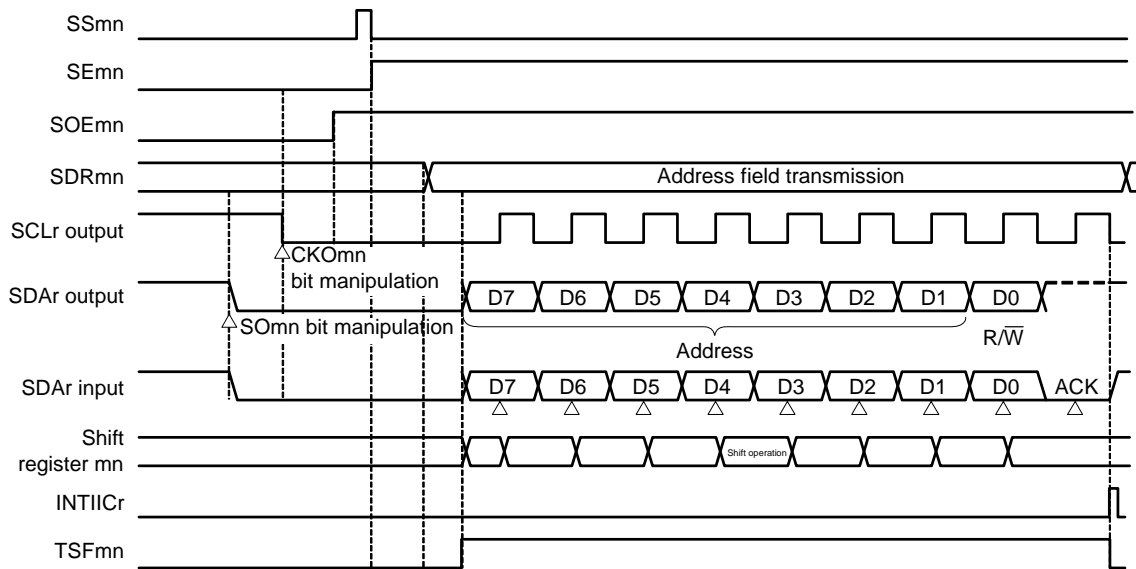 SSmn
SEmn
SOEmn
SDRmn
Address field transmission
SCLr output
CKOmn
bit manipulation
SDAr output
D7 D6 D5 D4 D3 D2 D1 D0
SOmn bit manipulation
Address
R/W̅
SDAr input
D7 D6 D5 D4 D3 D2 D1 D0 ACK
Shift
register mn
Shift operation
INTIICr
TSFmn